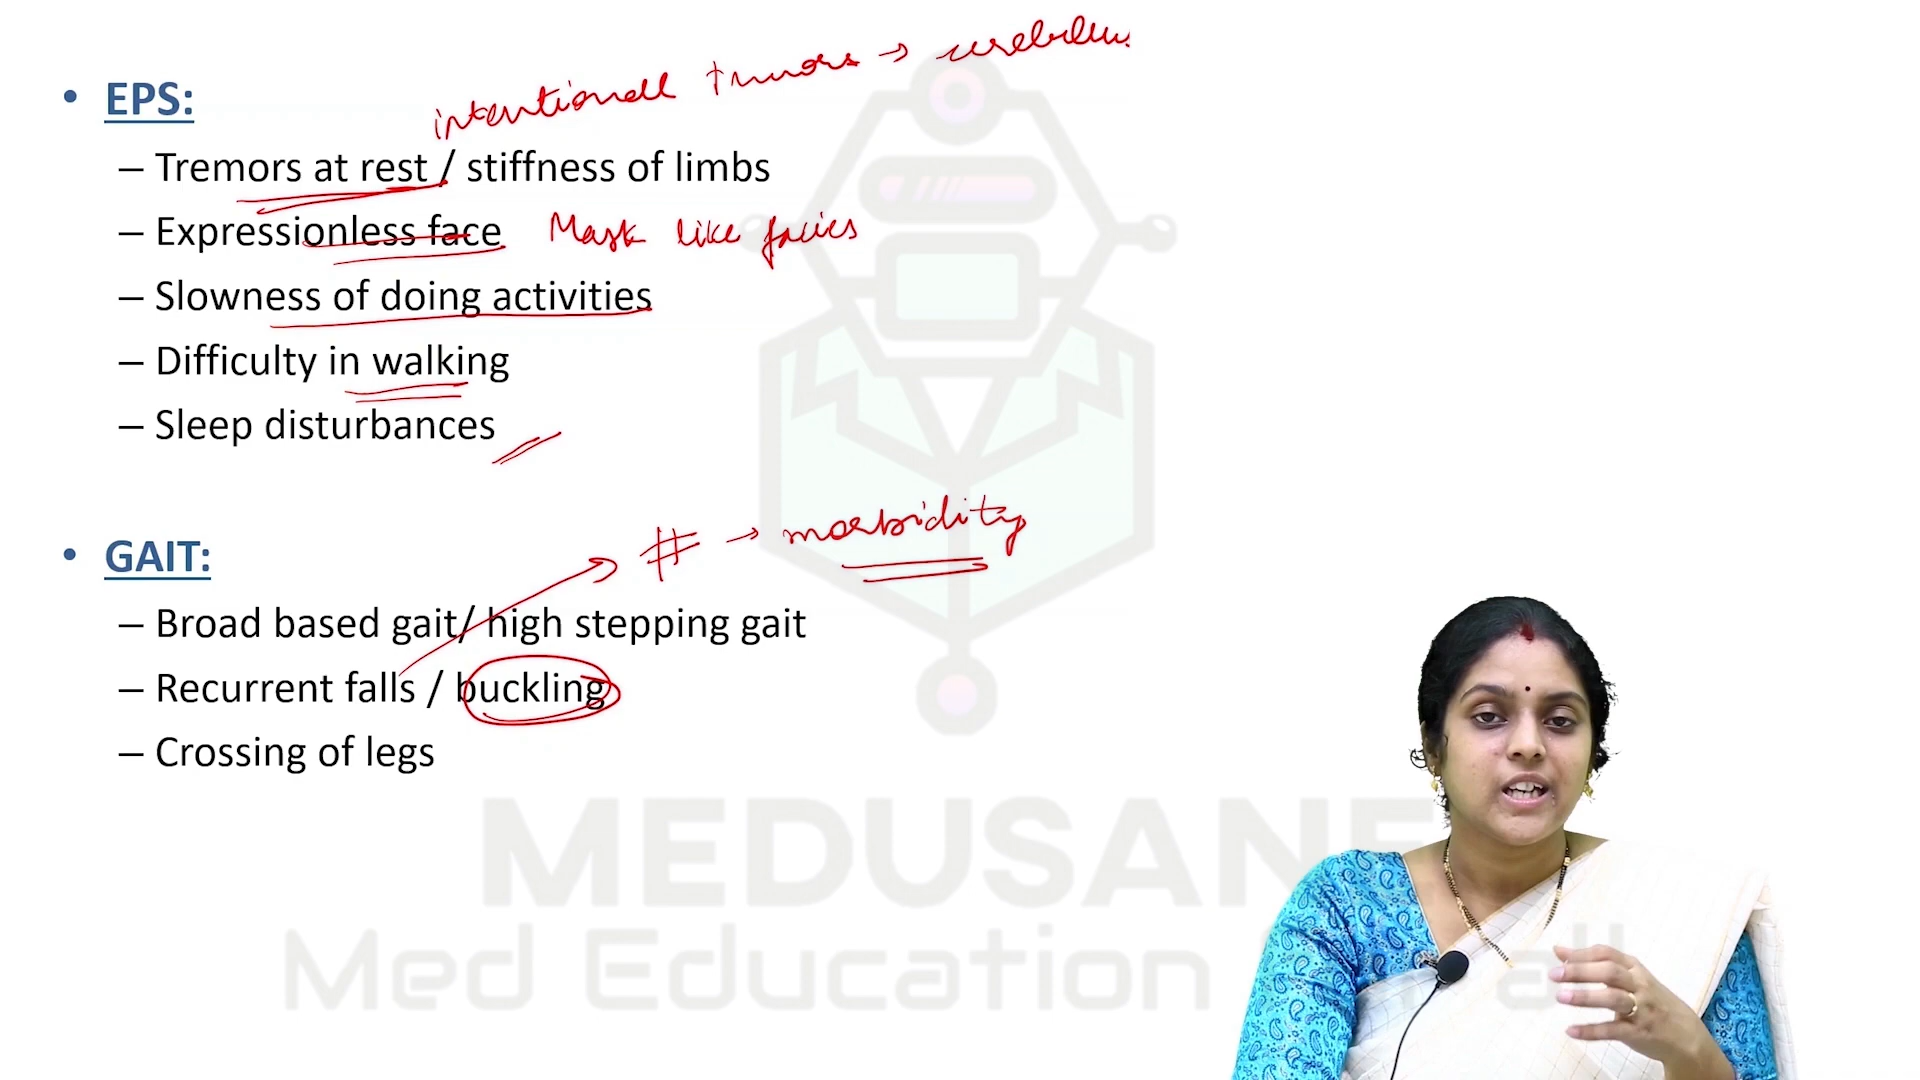 intentionall tremors → cerebellum
• EPS:
– Tremors at rest / stiffness of limbs
– Expressionless face Mask like facies
– Slowness of doing activities
– Difficulty in walking
– Sleep disturbances
# → morbidity
• GAIT:
– Broad based gait/ high stepping gait
– Recurrent falls / buckling
– Crossing of legs
MEDUSANE
Med Education